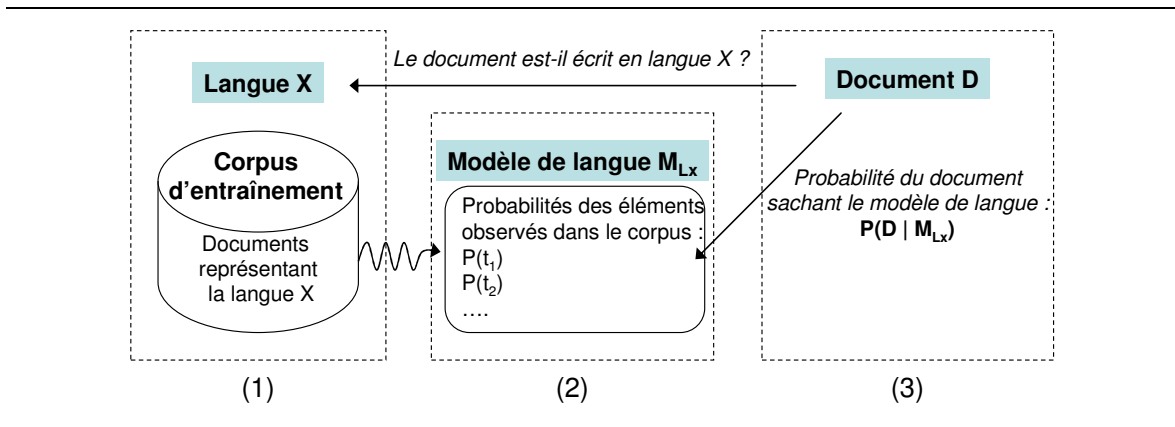 Le document est-il écrit en langue X ?
Langue X
Document D
Corpus
d'entraînement
Documents
représentant
la langue X
Modèle de langue M_Lx
Probabilités des éléments
observés dans le corpus :
P(t_1)
P(t_2)
....
Probabilité du document
sachant le modèle de langue :
P(D | M_Lx)
(1)
(2)
(3)